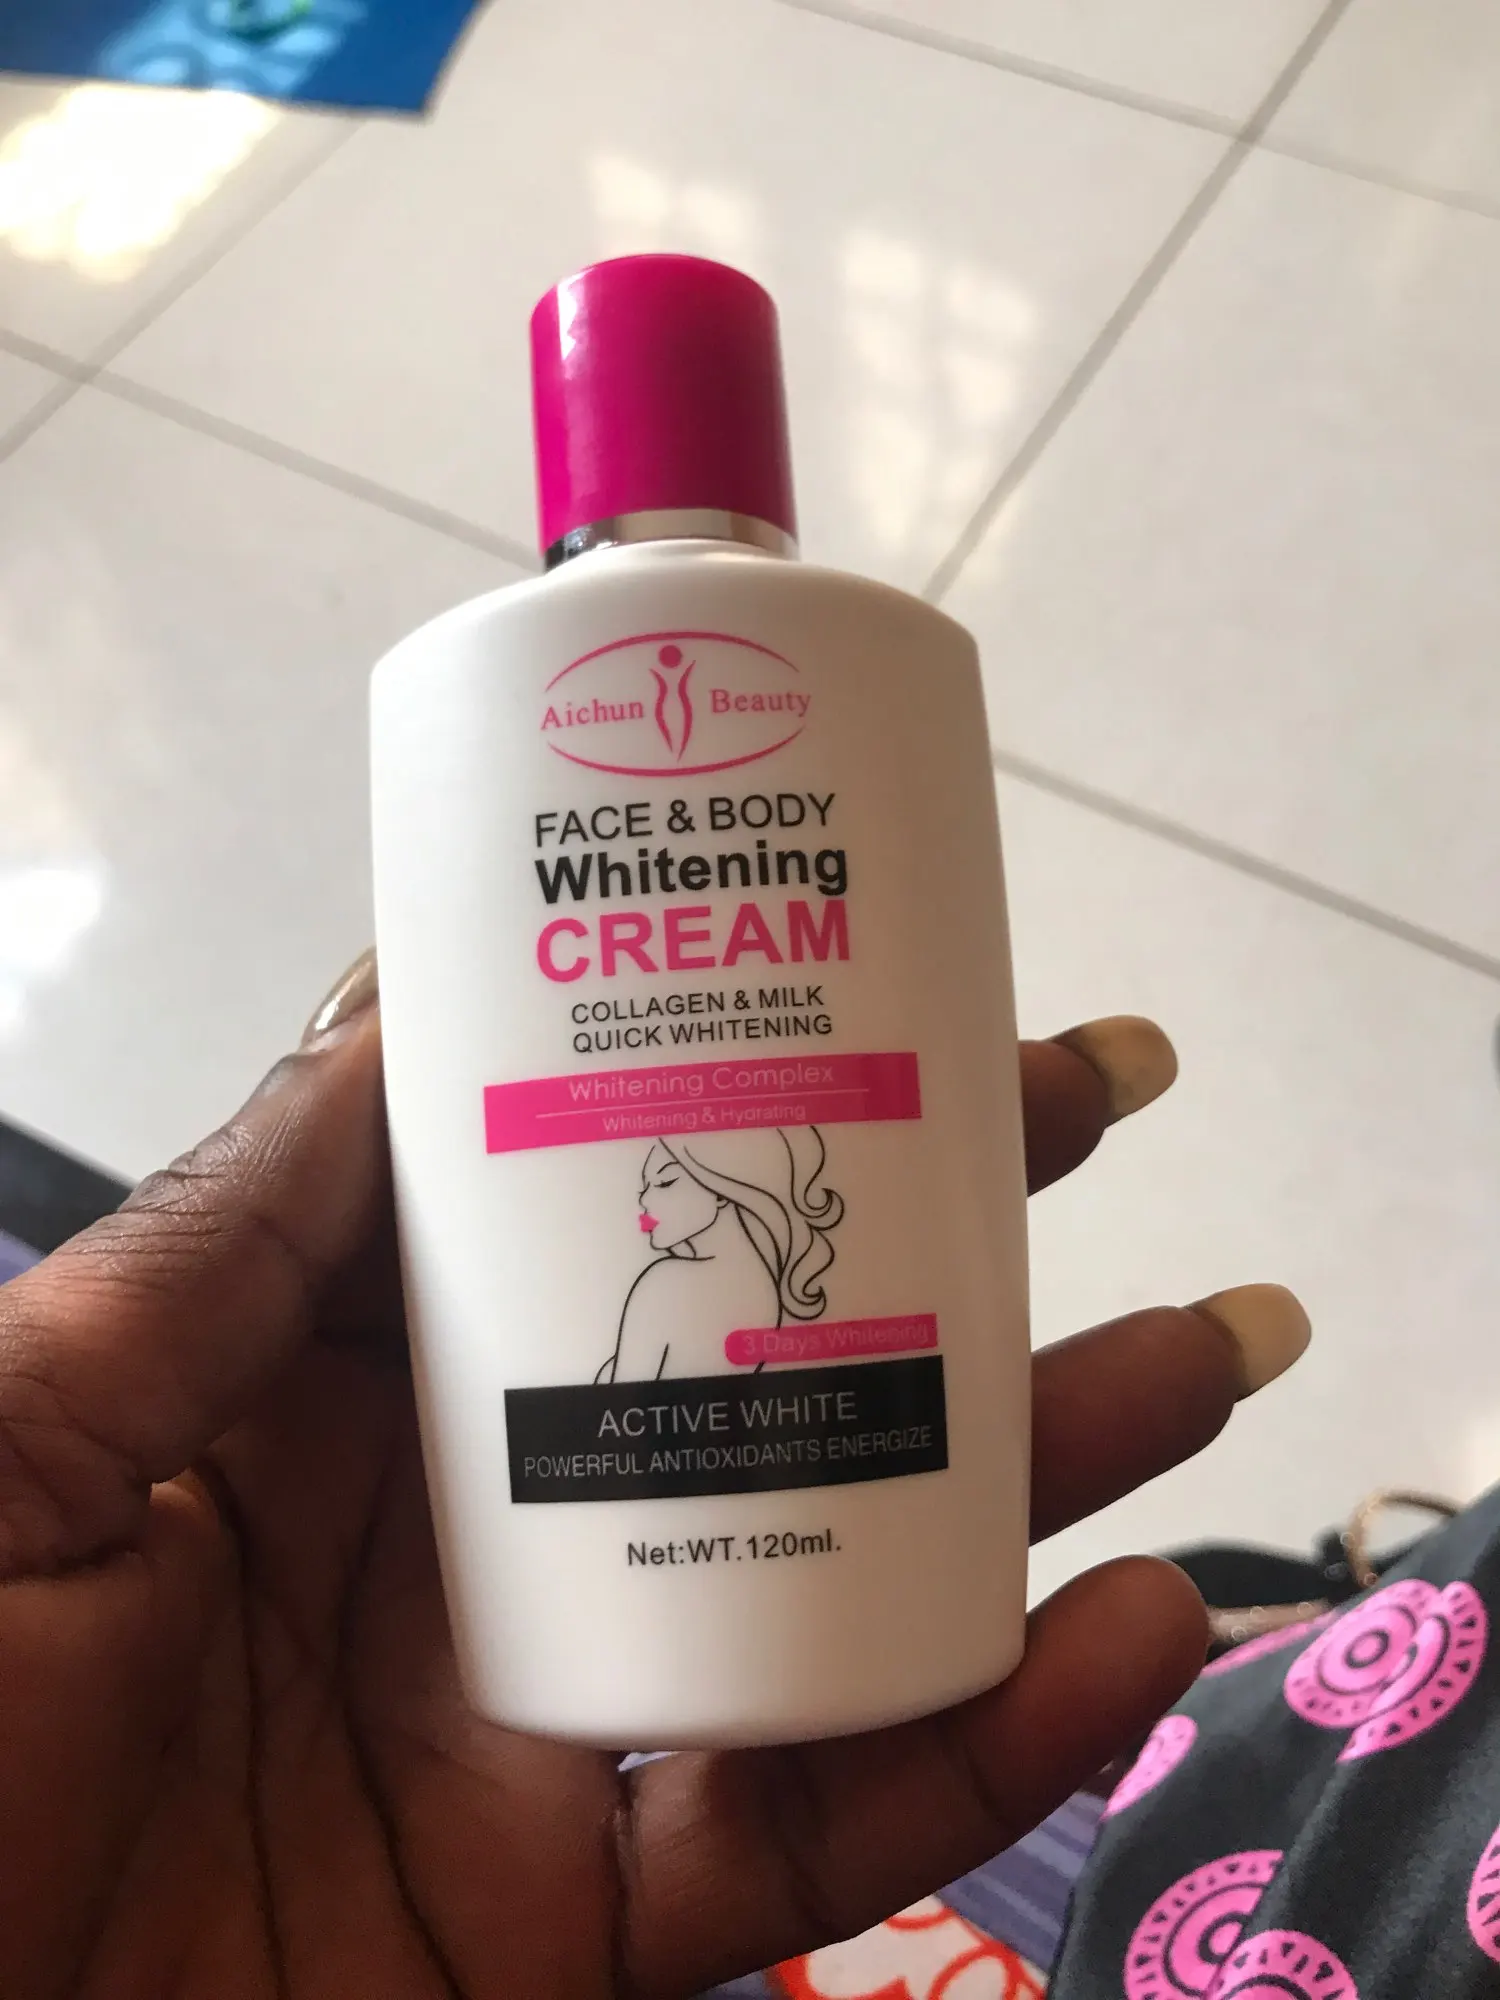 Aichun Beauty
FACE & BODY
Whitening
CREAM
COLLAGEN & MILK
QUICK WHITENING
Whitening Complex
Whitening & Hydrating
3 Days Whitening
ACTIVE WHITE
POWERFUL ANTIOXIDANTS ENERGIZE
Net:WT.120ml.